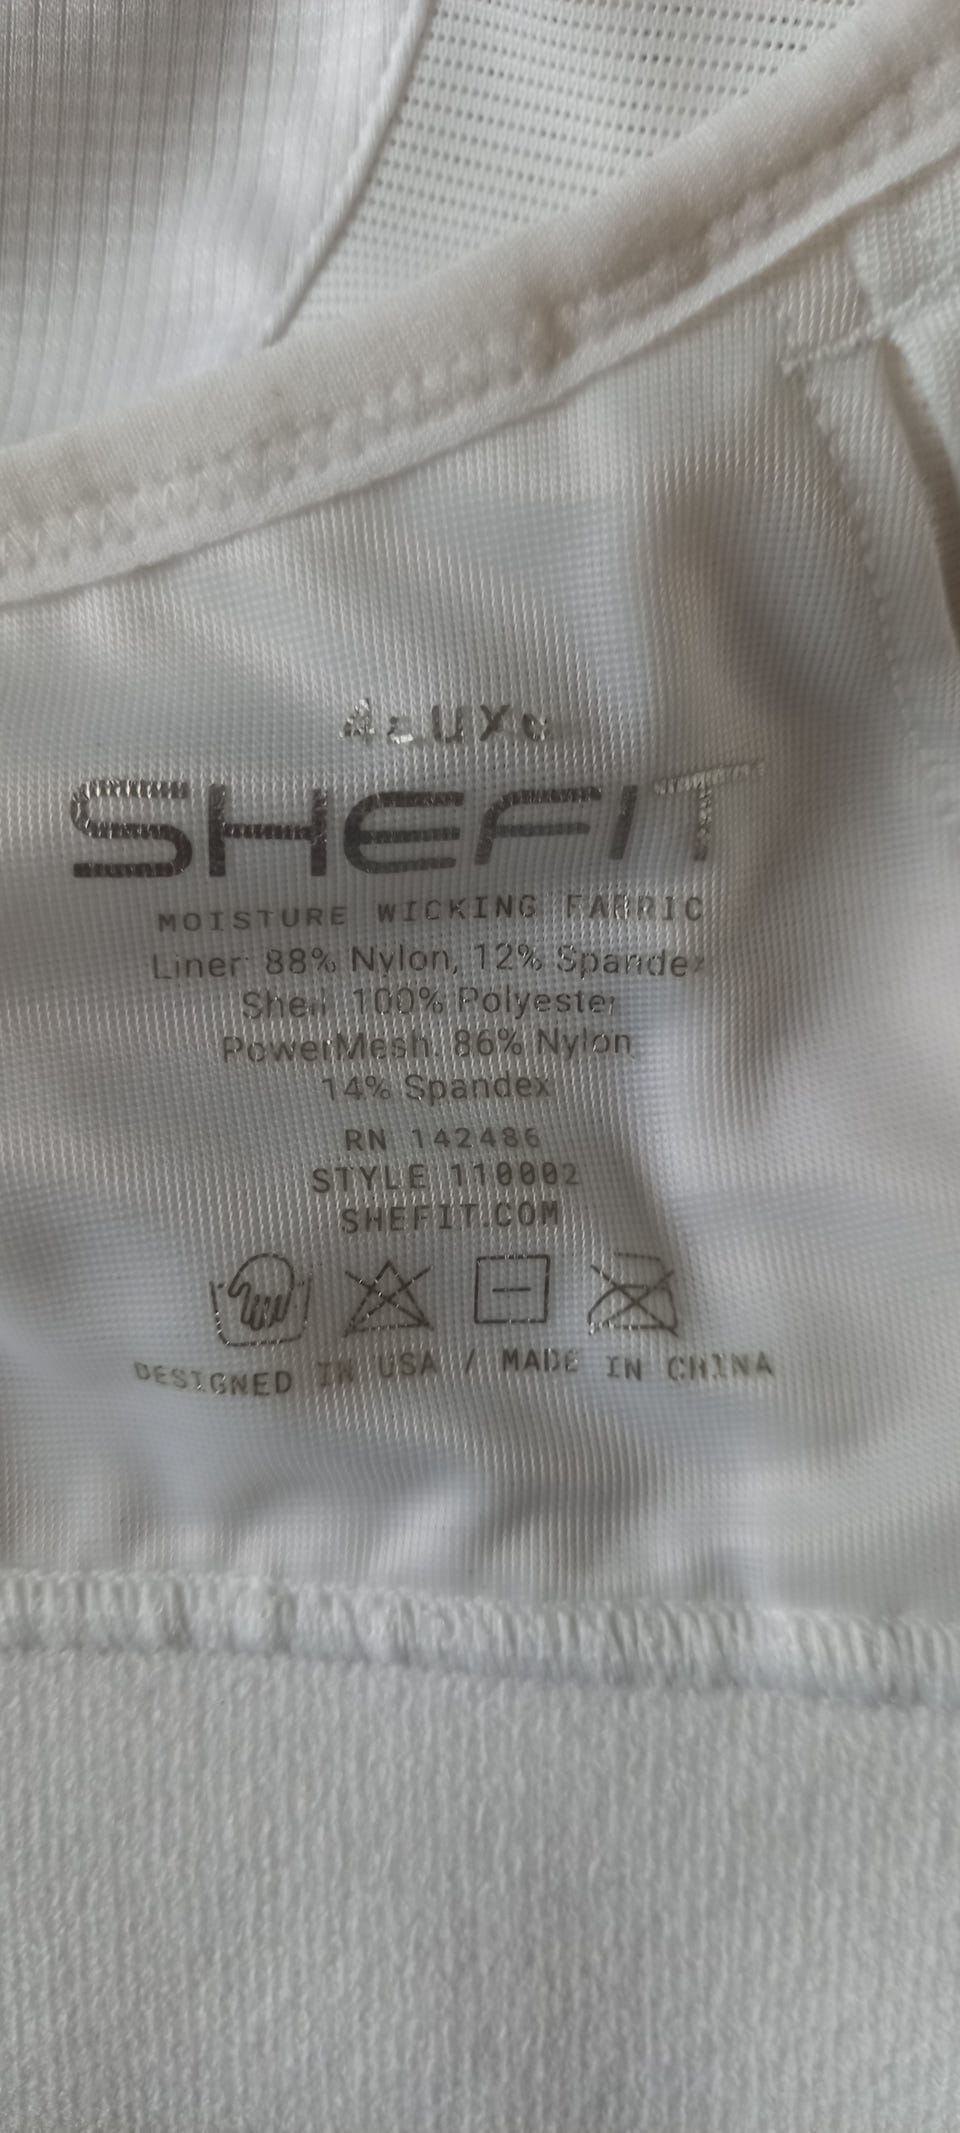 4XUXe
SHEFIT
MOISTURE WICKING FABRIC
Liner: 88% Nylon, 12% Spandex
Shell: 100% Polyester
PowerMesh: 86% Nylon
14% Spandex
RN 142486
STYLE 110002
SHEFIT.COM
DESIGNED IN USA / MADE IN CHINA